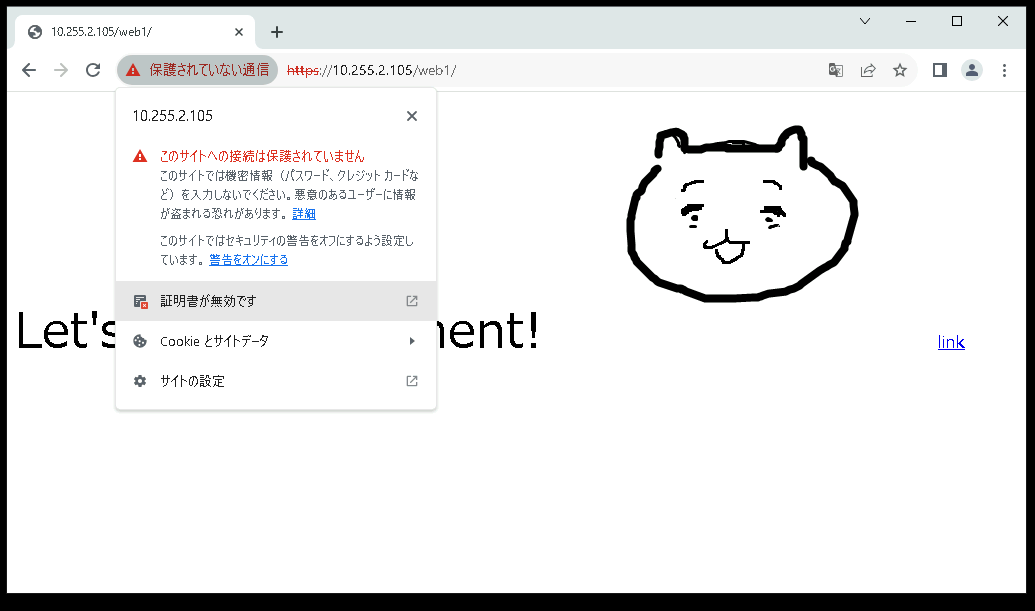 10.255.2.105/web1/
保護されていない通信 https://10.255.2.105/web1/
10.255.2.105
このサイトへの接続は保護されていません
このサイトでは機密情報（パスワード、クレジット カードな
ど）を入力しないでください。悪意のあるユーザーに情報
が盗まれる恐れがあります。 詳細
このサイトではセキュリティの警告をオフにするよう設定し
ています。 警告をオンにする
証明書が無効です
Cookie とサイトデータ
サイトの設定
Let's
ent!
link